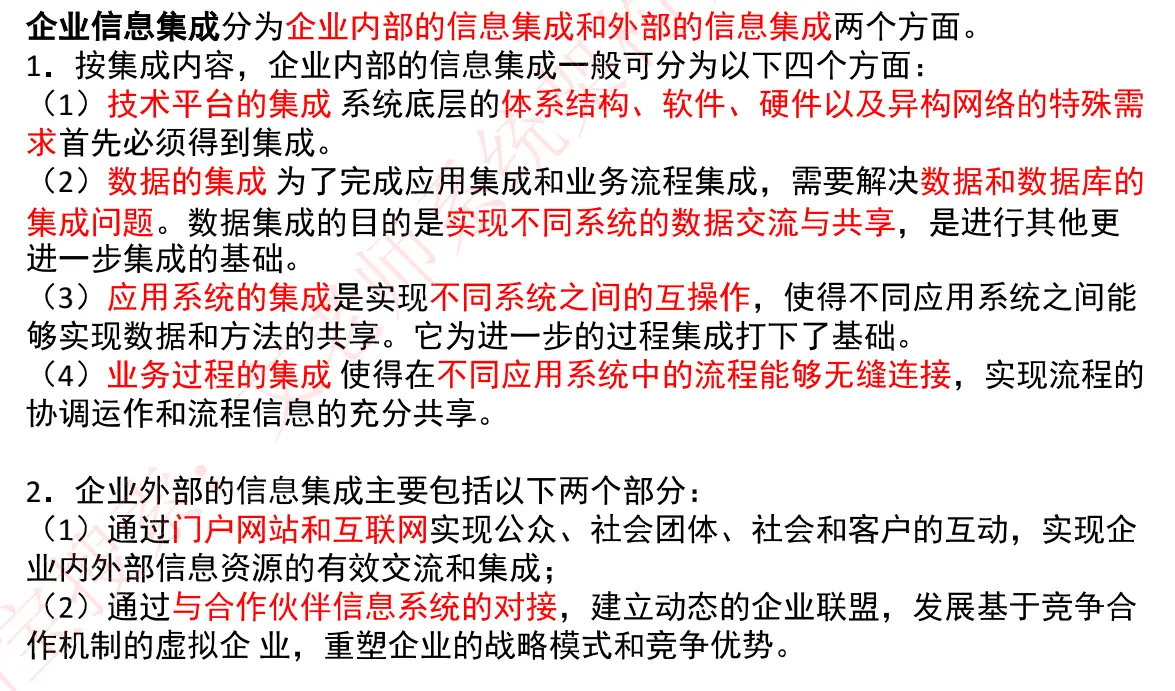 企业信息集成分为企业内部的信息集成和外部的信息集成两个方面。
1．按集成内容，企业内部的信息集成一般可分为以下四个方面：
（1）技术平台的集成 系统底层的体系结构、软件、硬件以及异构网络的特殊需
求首先必须得到集成。
（2）数据的集成 为了完成应用集成和业务流程集成，需要解决数据和数据库的
集成问题。数据集成的目的是实现不同系统的数据交流与共享，是进行其他更
进一步集成的基础。
（3）应用系统的集成是实现不同系统之间的互操作，使得不同应用系统之间能
够实现数据和方法的共享。它为进一步的过程集成打下了基础。
（4）业务过程的集成 使得在不同应用系统中的流程能够无缝连接，实现流程的
协调运作和流程信息的充分共享。
2．企业外部的信息集成主要包括以下两个部分：
（1）通过门户网站和互联网实现公众、社会团体、社会和客户的互动，实现企
业内外部信息资源的有效交流和集成；
（2）通过与合作伙伴信息系统的对接，建立动态的企业联盟，发展基于竞争合
作机制的虚拟企 业，重塑企业的战略模式和竞争优势。